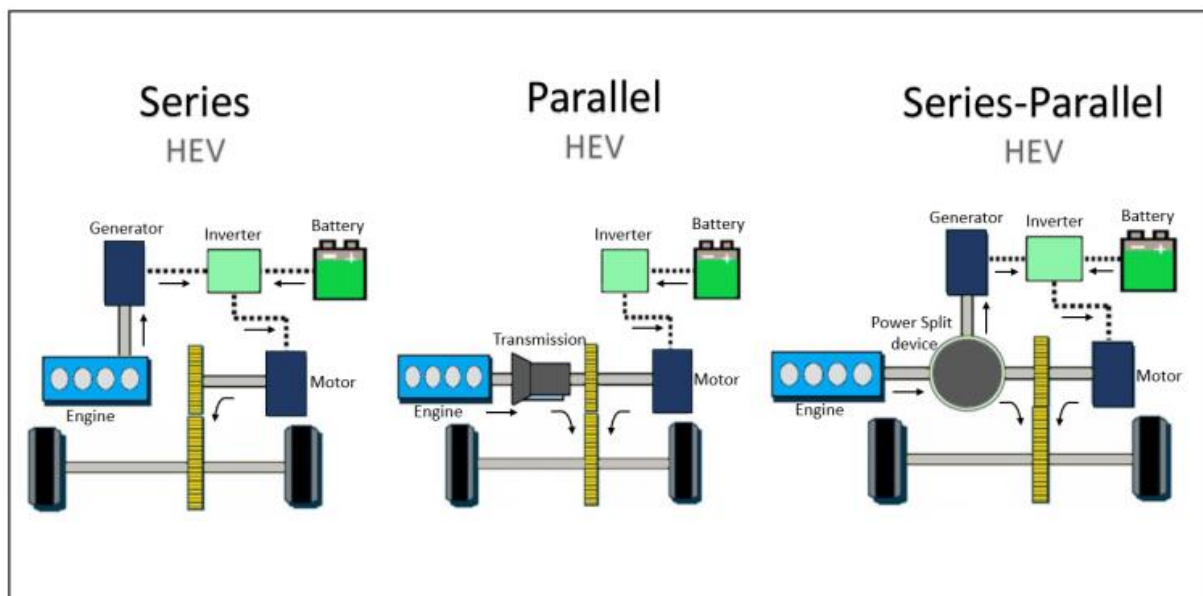 Series
HEV
Generator
Inverter
Battery
Engine
Motor
Parallel
HEV
Inverter
Battery
Transmission
Engine
Motor
Series-Parallel
HEV
Generator
Inverter
Battery
Power Split
device
Engine
Motor